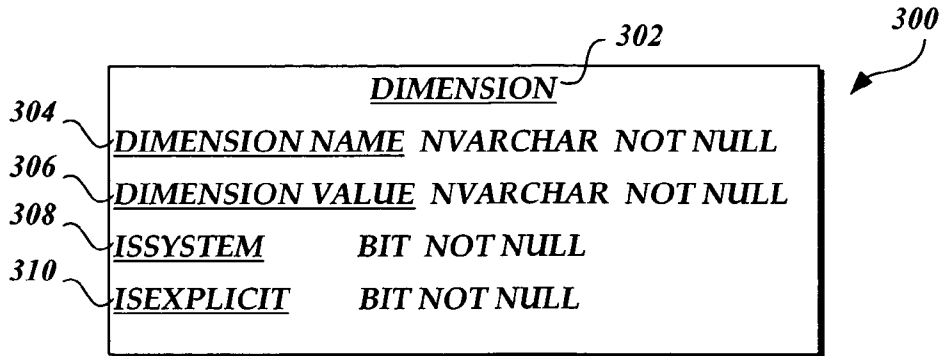 300
302
DIMENSION
304
DIMENSION NAME NVARCHAR NOT NULL
306
DIMENSION VALUE NVARCHAR NOT NULL
308
ISSYSTEM BIT NOT NULL
310
ISEXPLICIT BIT NOT NULL